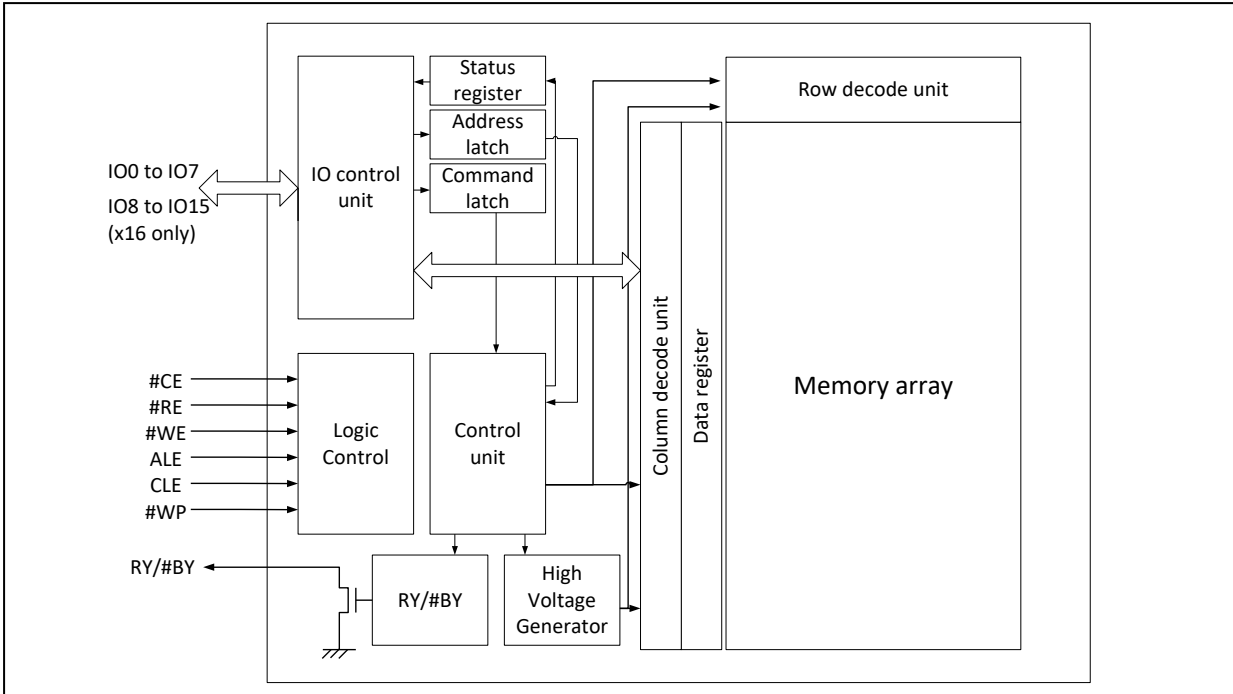 Status
register
Address
latch
Command
latch
IO control
unit
IO0 to IO7
IO8 to IO15
(x16 only)
Row decode unit
Column decode unit
Data register
Memory array
#CE
#RE
#WE
ALE
CLE
#WP
Logic
Control
Control
unit
RY/#BY
RY/#BY
High
Voltage
Generator